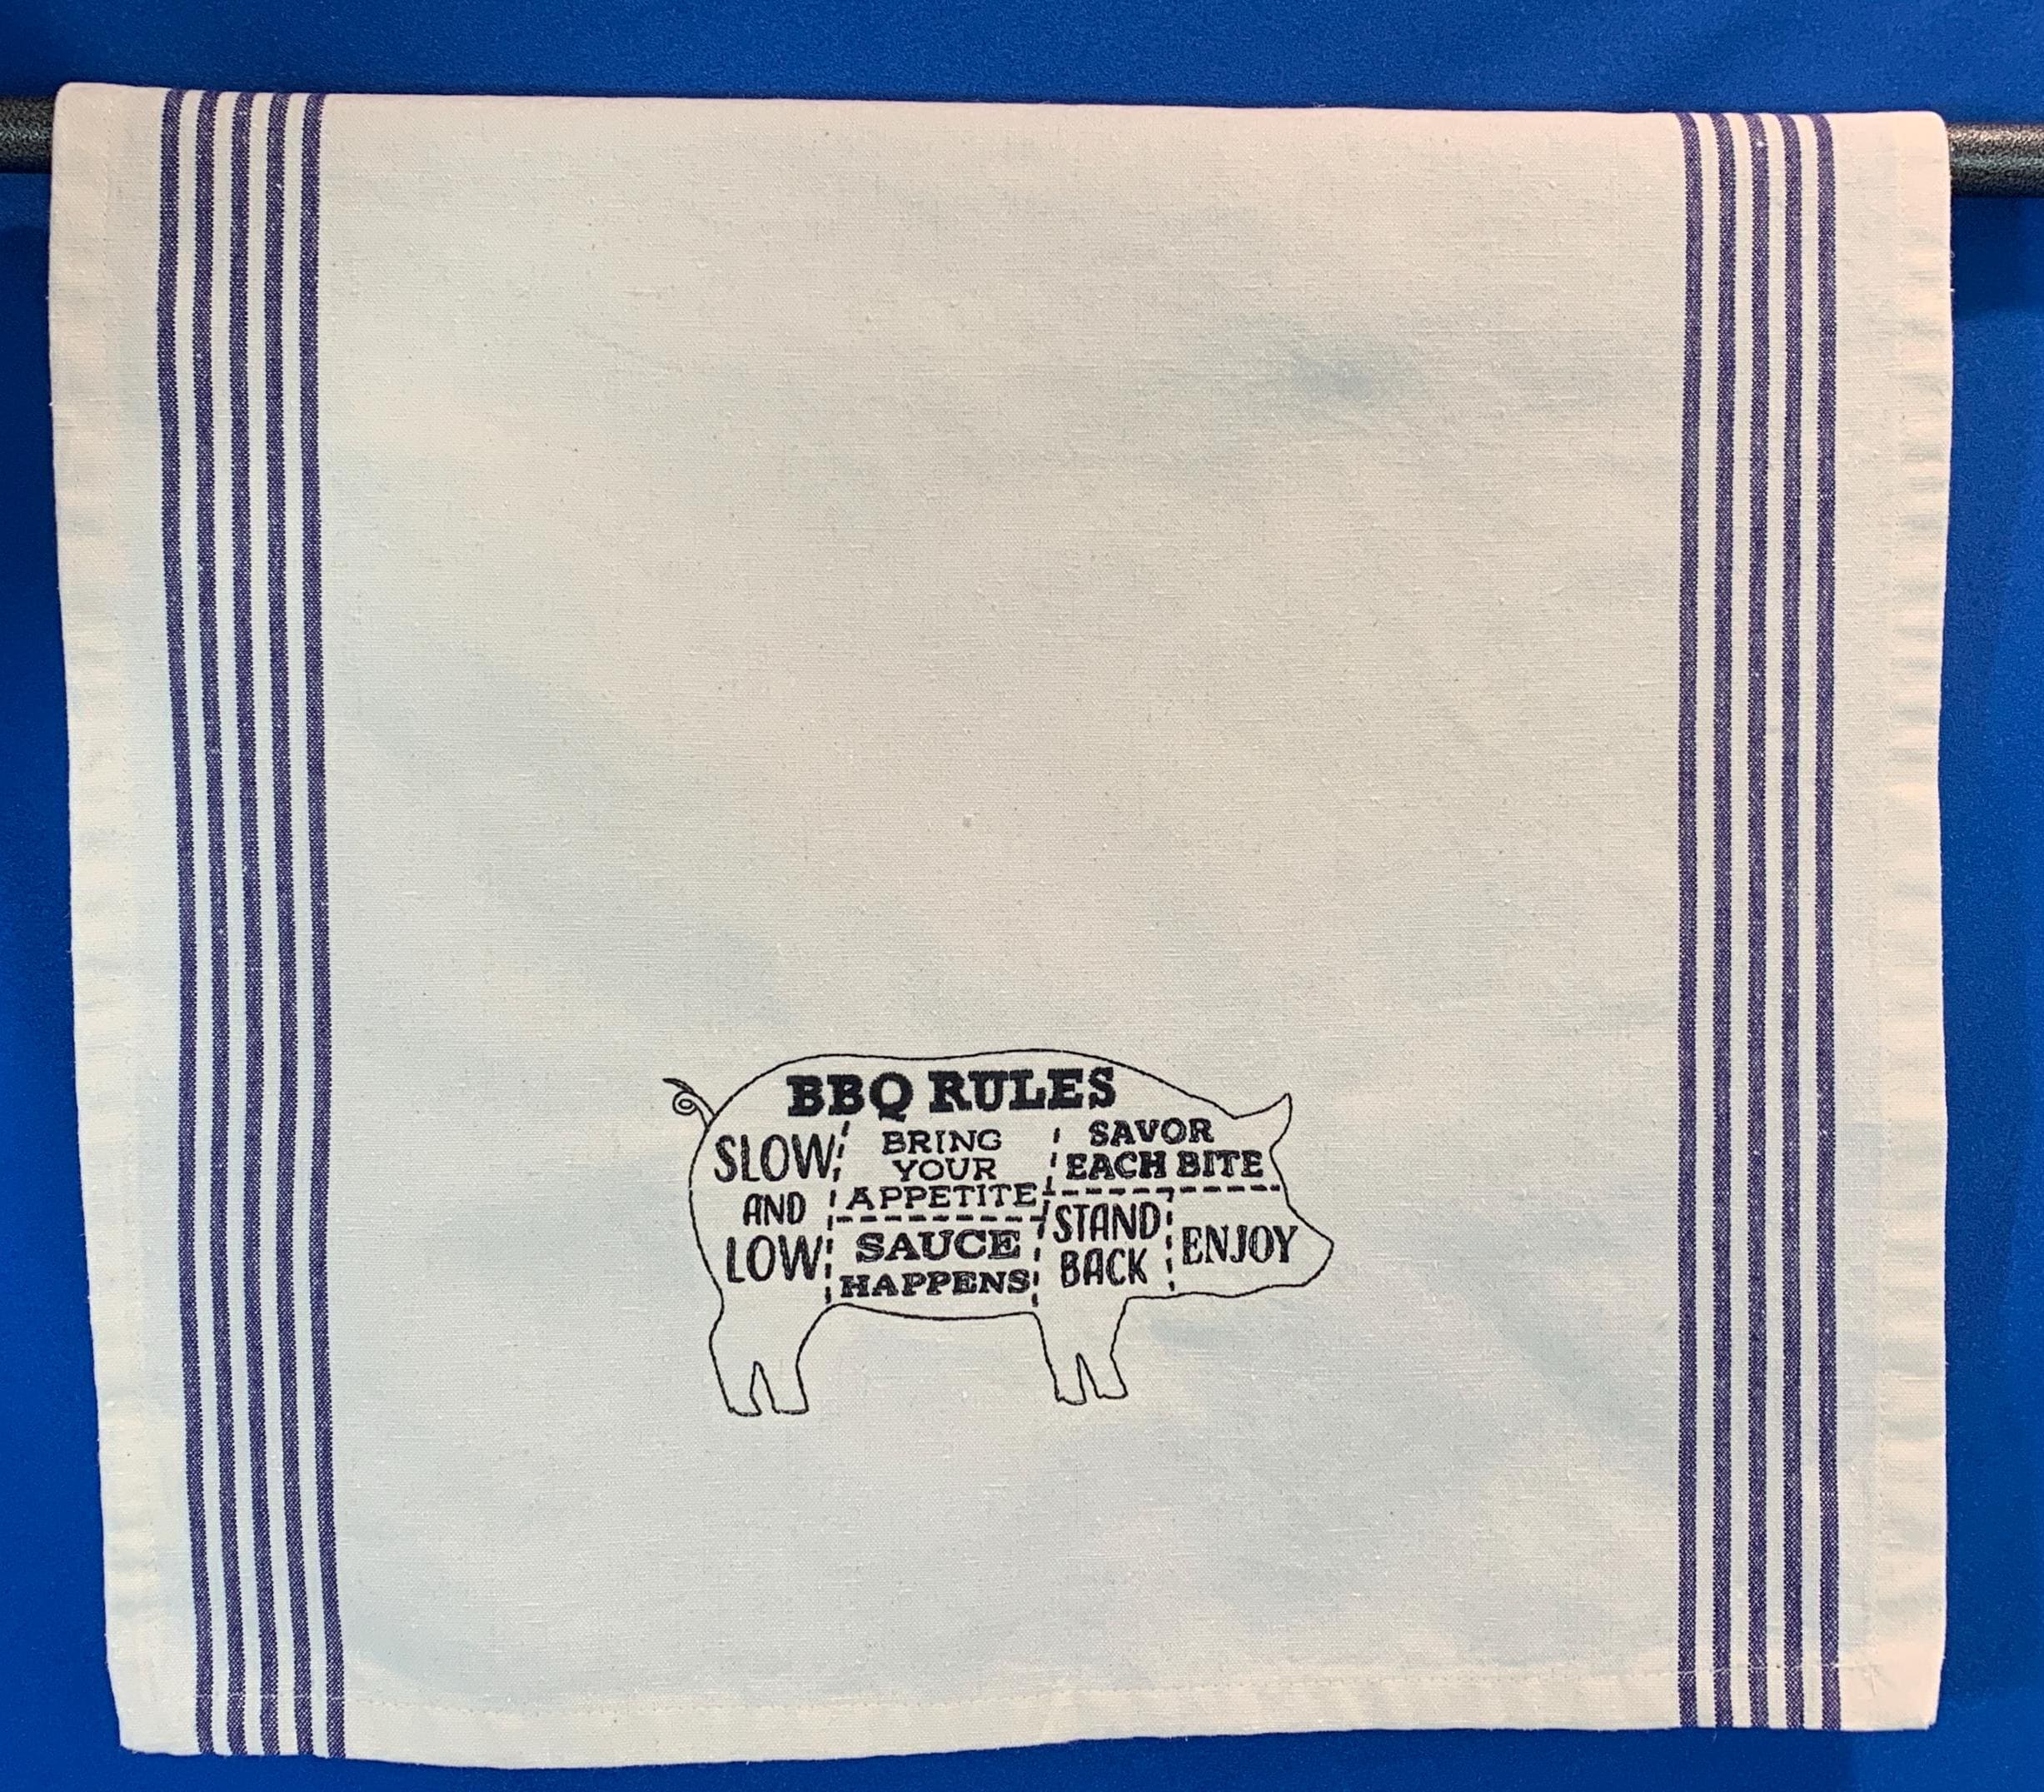 BBQ RULES
SLOW
AND
LOW
BRING
YOUR
APPETITE
SAUCE
HAPPENS
SAVOR
EACH BITE
STAND
BACK
ENJOY